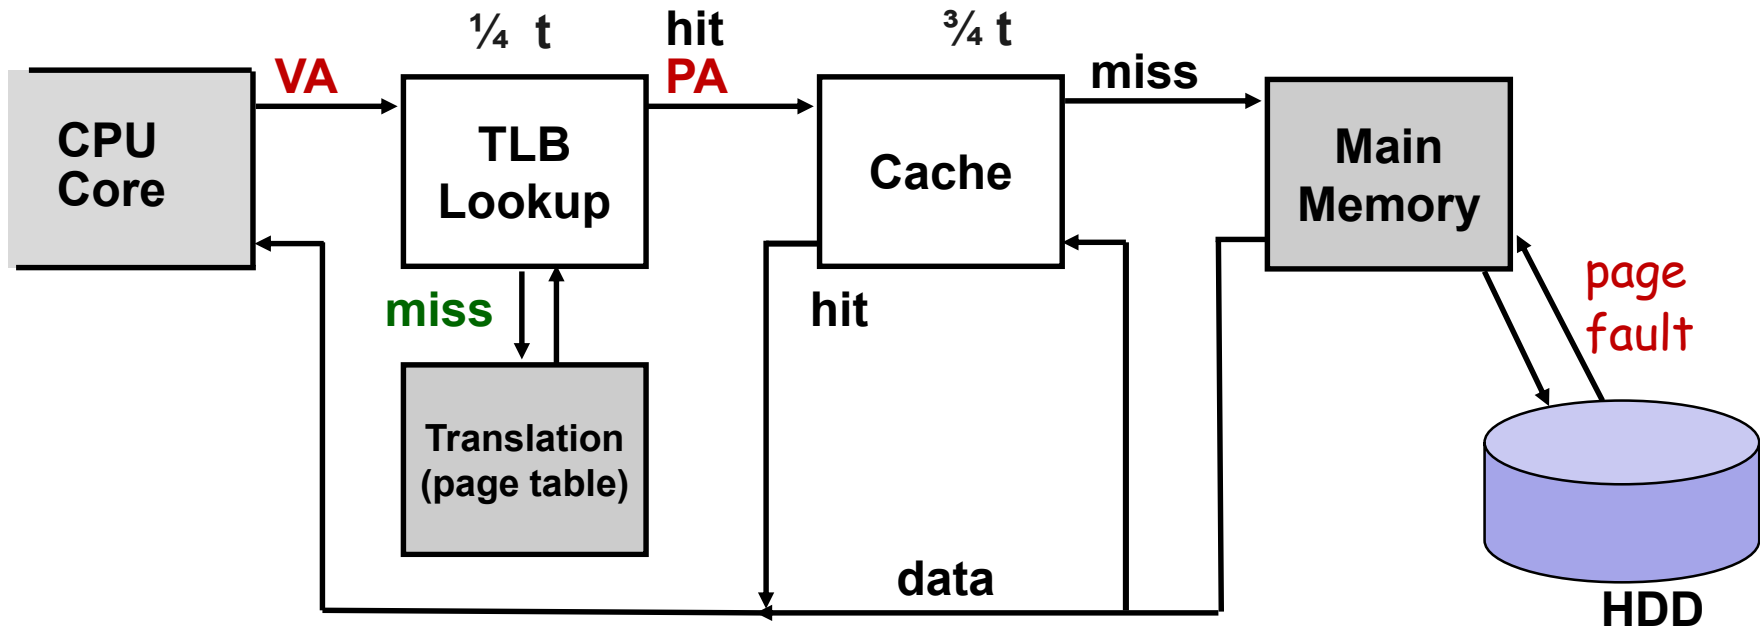 ¼ t
hit
¾ t
VA
PA
miss
CPU
Core
TLB
Lookup
Cache
Main
Memory
miss
hit
page
fault
Translation
(page table)
data
HDD